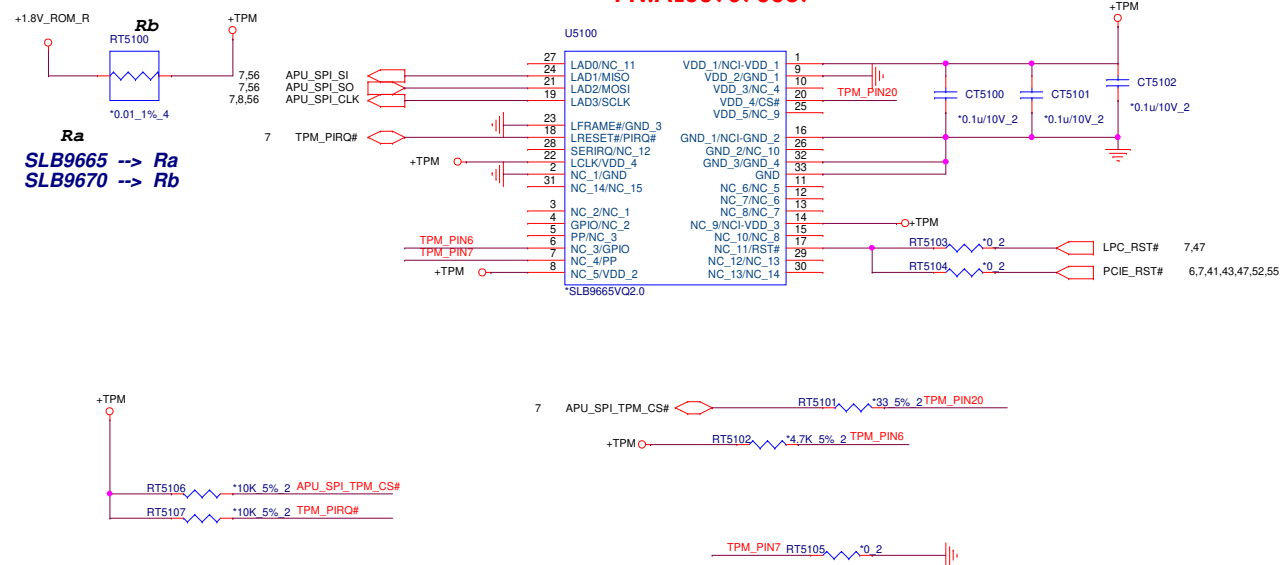 +1.8V_ROM_R
Rb
+TPM
RT5100
*0.01_1%_4
Ra
SLB9665 --> Ra
SLB9670 --> Rb
U5100
7,56 APU_SPI_SI
7,56 APU_SPI_SO
7,8,56 APU_SPI_CLK
7 TPM_PIRQ#
+TPM
TPM_PIN6
TPM_PIN7
+TPM
27 LAD0/NC_11
24 LAD1/MISO
21 LAD2/MOSI
19 LAD3/SCLK
23 LFRAME#/GND_3
18 LRESET#/PIRQ#
28 SERIRQ/NC_12
22 LCLK/VDD_4
2 NC_1/GND
31 NC_14/NC_15
3 NC_2/NC_1
4 GPIO/NC_2
5 PP/NC_3
6 NC_3/GPIO
7 NC_4/PP
8 NC_5/VDD_2
VDD_1/NCI-VDD_1 1
VDD_2/GND_1 9
VDD_3/NC_4 10
VDD_4/CS# 20
VDD_5/NC_9 25
GND_1/NCI-GND_2 16
GND_2/NC_10 26
GND_3/GND_4 32
GND 33
NC_6/NC_5 11
NC_7/NC_6 12
NC_8/NC_7 13
NC_9/NCI-VDD_3 14
NC_10/NC_8 15
NC_11/RST# 17
NC_12/NC_13 29
NC_13/NC_14 30
*SLB9665VQ2.0
TPM_PIN20
+TPM
CT5100
*0.1u/10V_2
CT5101
*0.1u/10V_2
CT5102
*0.1u/10V_2
+TPM
RT5103 *0_2 LPC_RST# 7,47
RT5104 *0_2 PCIE_RST# 6,7,41,43,47,52,55
+TPM
RT5106 *10K_5%_2 APU_SPI_TPM_CS#
RT5107 *10K_5%_2 TPM_PIRQ#
7 APU_SPI_TPM_CS# RT5101 *33_5%_2 TPM_PIN20
+TPM RT5102 *4.7K_5%_2 TPM_PIN6
TPM_PIN7 RT5105 *0_2